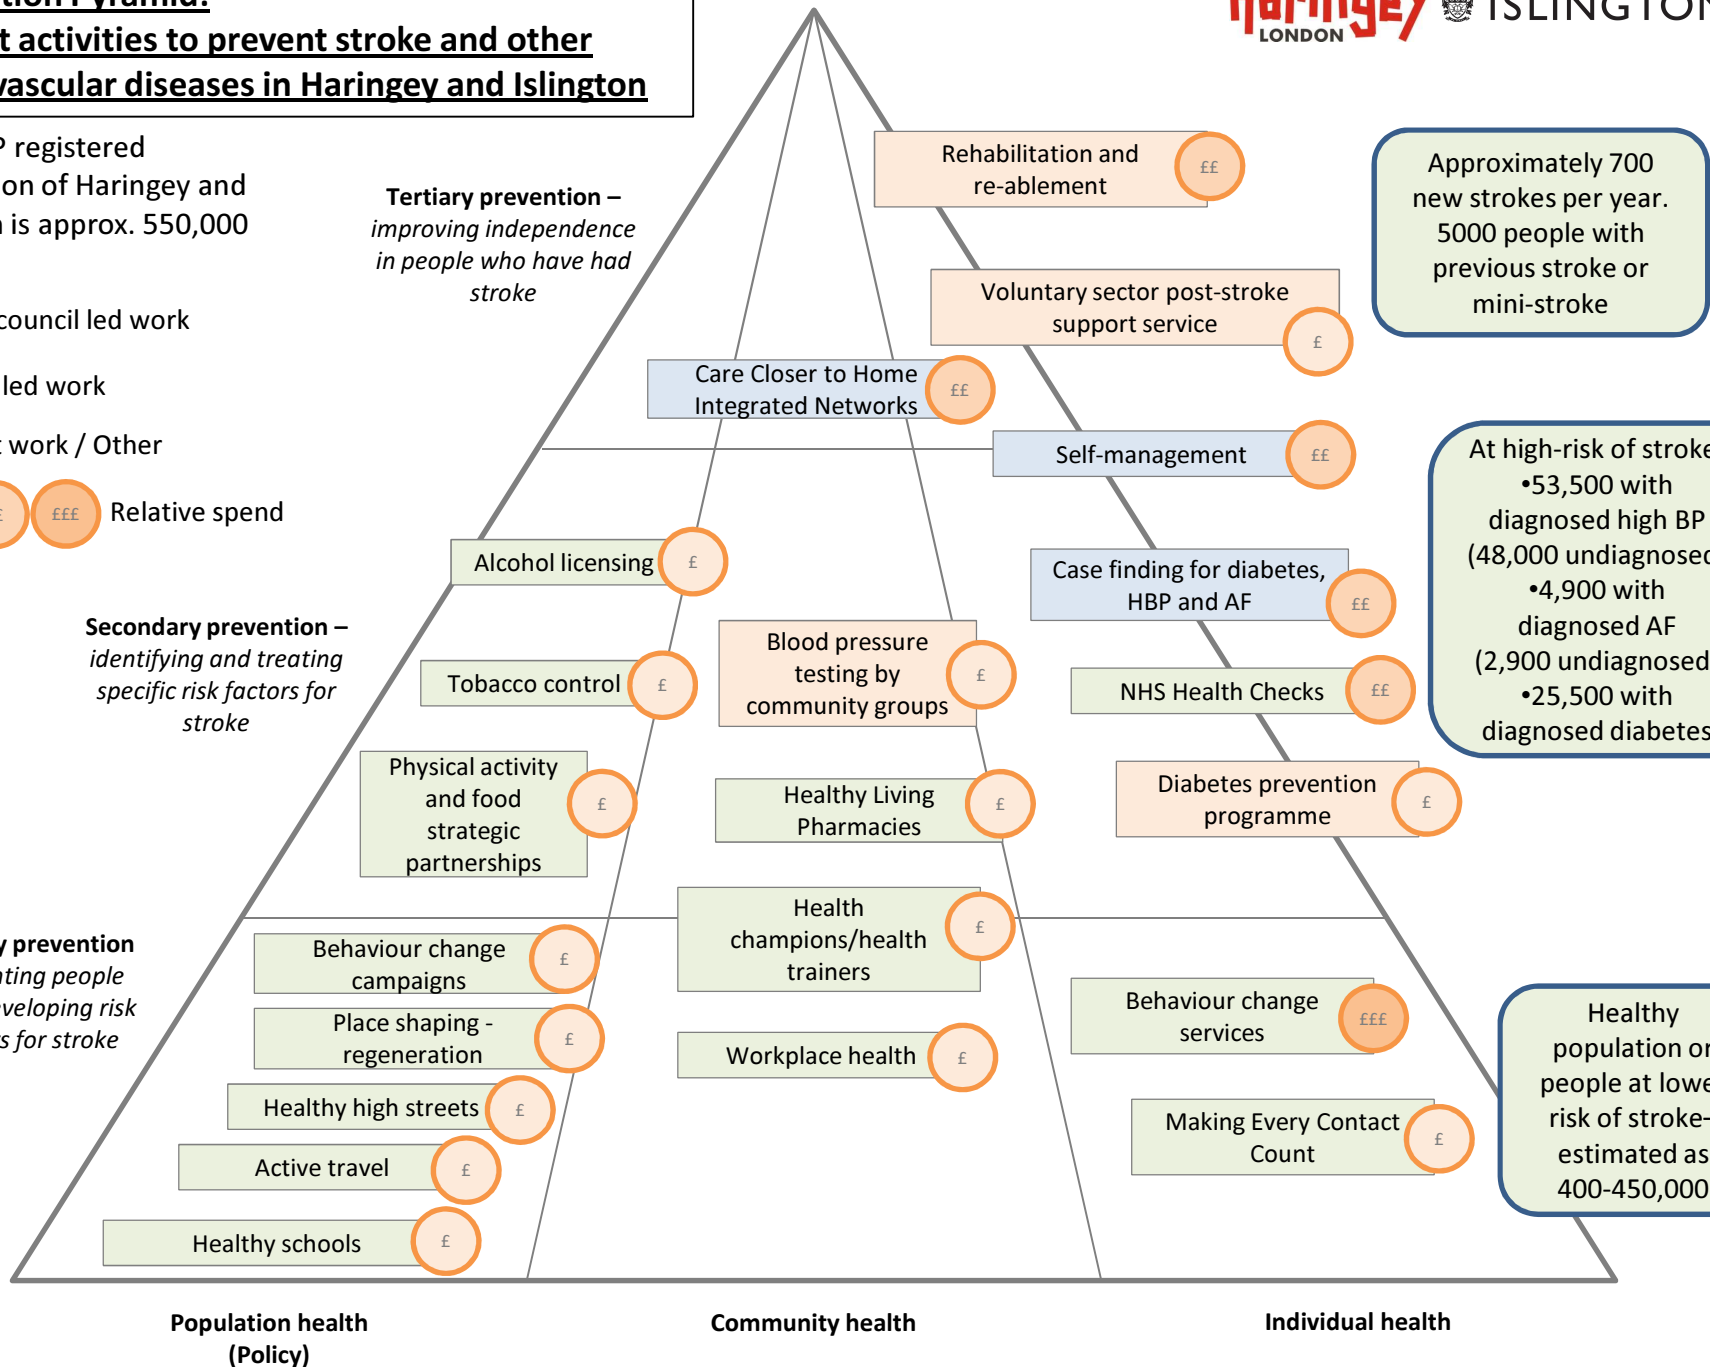 t activities to prevent stroke and other
vascular diseases in Haringey and Islington
Haringey
LONDON
ISLINGTON
registered
on of Haringey and
is approx. 550,000
council led work
led work
work / Other
£££
Relative spend
Tertiary prevention –
improving independence
in people who have had
stroke
Rehabilitation and
re-ablement
££
Approximately 700
new strokes per year.
5000 people with
previous stroke or
mini-stroke
Voluntary sector post-stroke
support service
£
Care Closer to Home
Integrated Networks
££
Self-management
££
At high-risk of stroke
•53,500 with
diagnosed high BP
(48,000 undiagnosed
•4,900 with
diagnosed AF
(2,900 undiagnosed
•25,500 with
diagnosed diabetes
Alcohol licensing
£
Case finding for diabetes,
HBP and AF
££
Secondary prevention –
identifying and treating
specific risk factors for
stroke
Blood pressure
testing by
community groups
£
Tobacco control
£
NHS Health Checks
££
Physical activity
and food
strategic
partnerships
£
Healthy Living
Pharmacies
£
Diabetes prevention
programme
£
y prevention
nting people
eveloping risk
s for stroke
Health
champions/health
trainers
£
Behaviour change
campaigns
£
Place shaping -
regeneration
£
Workplace health
£
Behaviour change
services
£££
Healthy high streets
£
Active travel
£
Making Every Contact
Count
£
Healthy
population or
people at lowe
risk of stroke-
estimated as
400-450,000
Healthy schools
£
Population health
(Policy)
Community health
Individual health